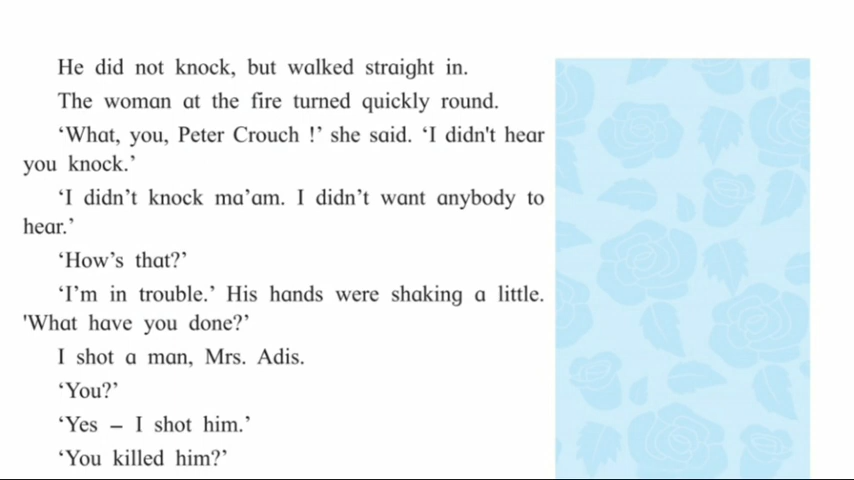 He did not knock, but walked straight in.
The woman at the fire turned quickly round.
‘What, you, Peter Crouch !’ she said. ‘I didn't hear
you knock.’
‘I didn’t knock ma’am. I didn’t want anybody to
hear.’
‘How’s that?’
‘I’m in trouble.’ His hands were shaking a little.
'What have you done?’
I shot a man, Mrs. Adis.
‘You?’
‘Yes – I shot him.’
‘You killed him?’